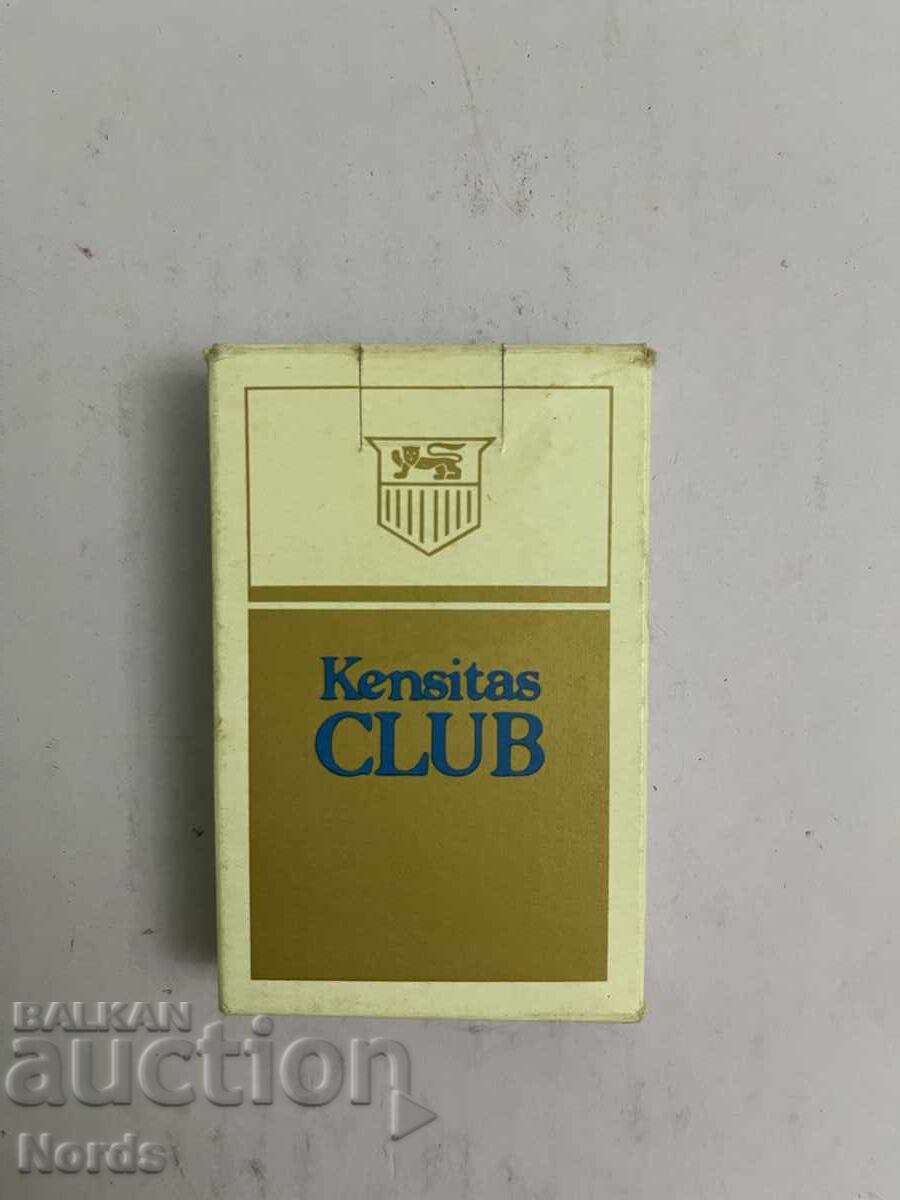 Kensitas
CLUB
BALKAN
auction
Nords